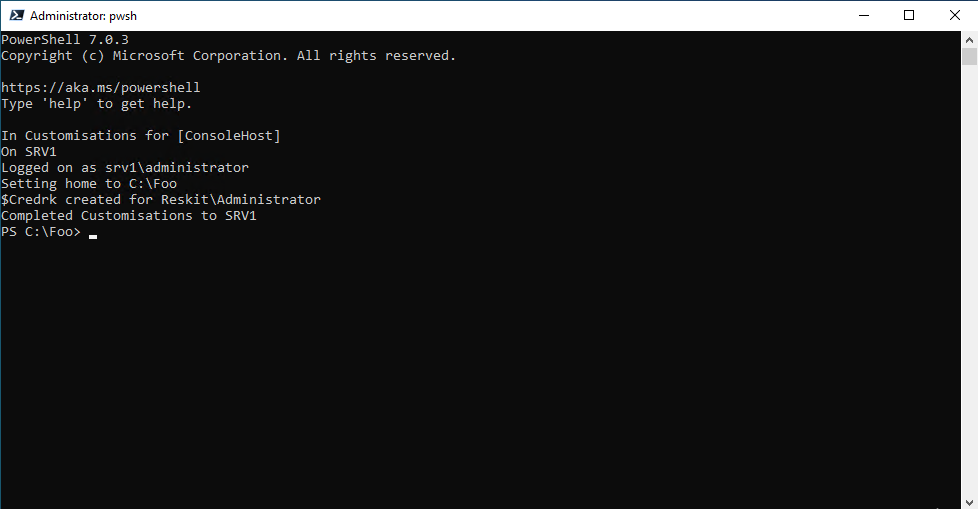 Administrator: pwsh
PowerShell 7.0.3
Copyright (c) Microsoft Corporation. All rights reserved.
https://aka.ms/powershell
Type 'help' to get help.
In Customisations for [ConsoleHost]
On SRV1
Logged on as srv1\administrator
Setting home to C:\Foo
$Credrk created for Reskit\Administrator
Completed Customisations to SRV1
PS C:\Foo>